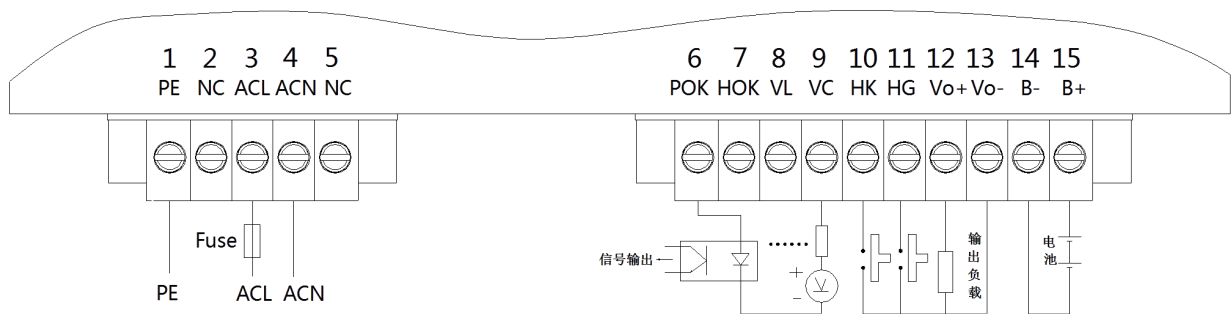 1 2 3 4 5
PE NC ACL ACN NC
6 7 8 9 10 11 12 13 14 15
POK HOK VL VC HK HG Vo+ Vo- B- B+
Fuse
PE ACL ACN
信号输出
+
V
−
输出负载
电池